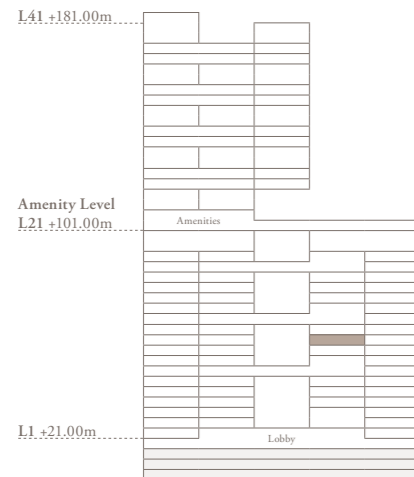 L41 +181.00m
Amenity Level
L21 +101.00m
Amenities
L1 +21.00m
Lobby